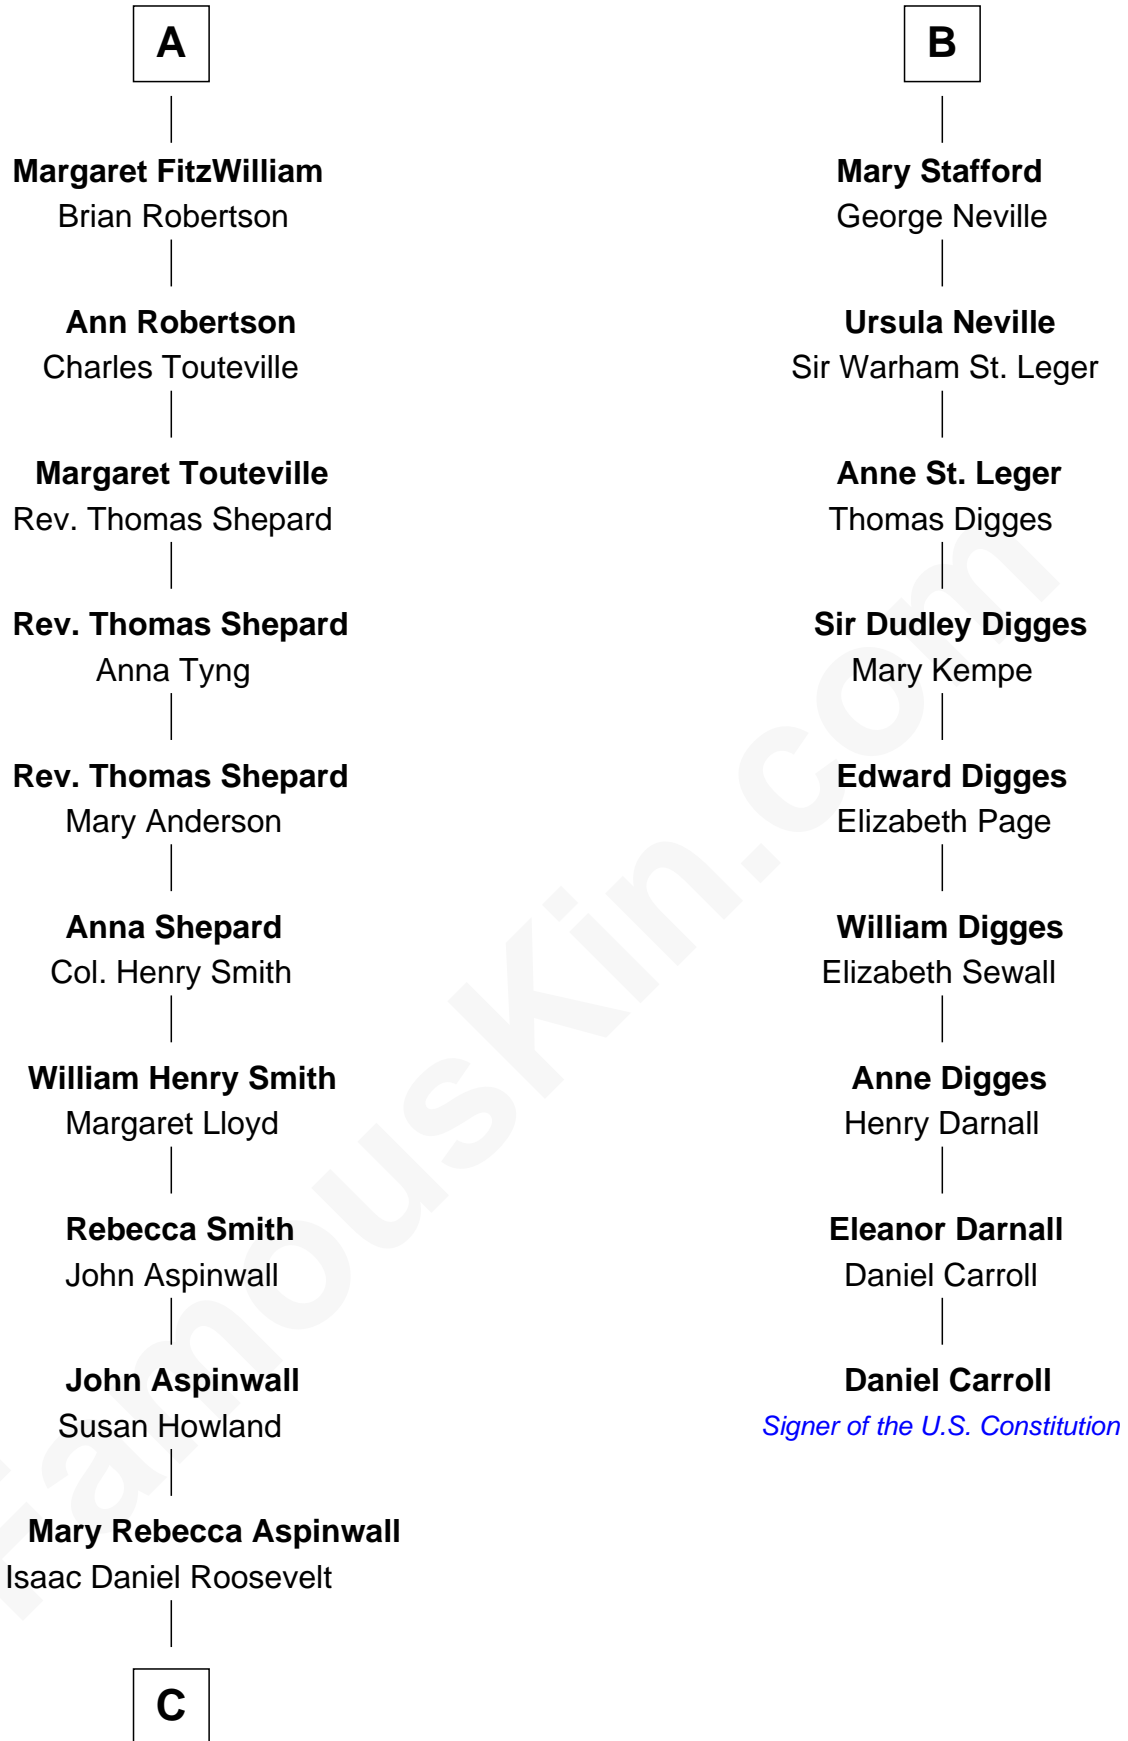 A
Margaret FitzWilliam
Brian Robertson
Ann Robertson
Charles Touteville
Margaret Touteville
Rev. Thomas Shepard
Rev. Thomas Shepard
Anna Tyng
Rev. Thomas Shepard
Mary Anderson
Anna Shepard
Col. Henry Smith
William Henry Smith
Margaret Lloyd
Rebecca Smith
John Aspinwall
John Aspinwall
Susan Howland
Mary Rebecca Aspinwall
Isaac Daniel Roosevelt
C
B
Mary Stafford
George Neville
Ursula Neville
Sir Warham St. Leger
Anne St. Leger
Thomas Digges
Sir Dudley Digges
Mary Kempe
Edward Digges
Elizabeth Page
William Digges
Elizabeth Sewall
Anne Digges
Henry Darnall
Eleanor Darnall
Daniel Carroll
Daniel Carroll
Signer of the U.S. Constitution
FamousKin.com